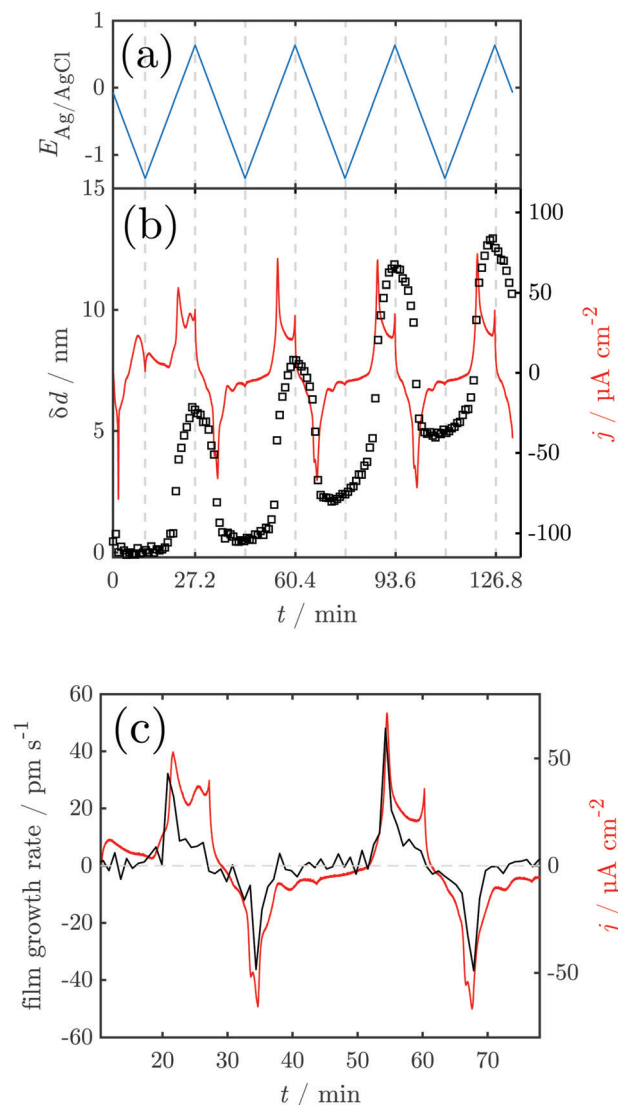 (a)
E Ag/AgCl
1
0
-1
(b)
δd / nm
15
10
5
0
100
50
0
-50
-100
j / μA cm-2
0 27.2 60.4 93.6 126.8
t / min
(c)
film growth rate / pm s-1
60
40
20
0
-20
-40
-60
50
0
-50
j / μA cm-2
20 30 40 50 60 70
t / min